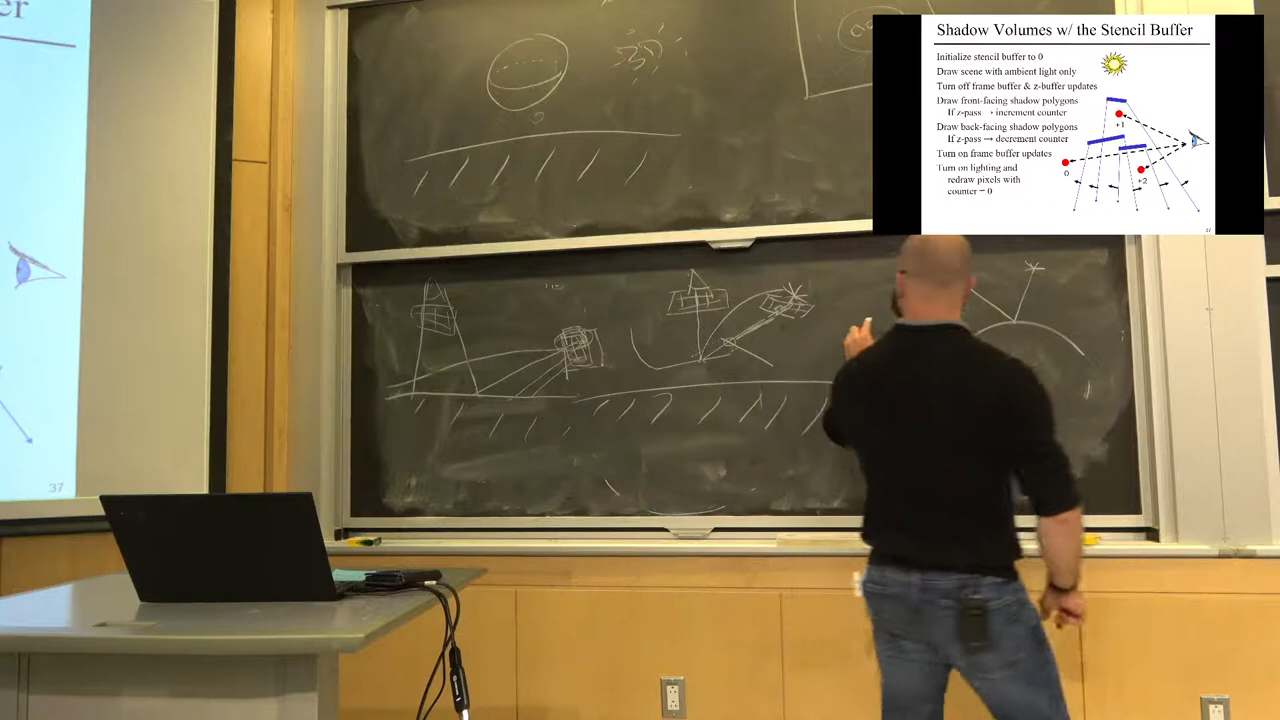 er
37
Shadow Volumes w/ the Stencil Buffer
Initialize stencil buffer to 0
Draw scene with ambient light only
Turn off frame buffer & z-buffer updates
Draw front-facing shadow polygons
If z-pass → increment counter
Draw back-facing shadow polygons
If z-pass → decrement counter
Turn on frame buffer updates
Turn on lighting and
redraw pixels with
counter = 0
+1
0
+2
37